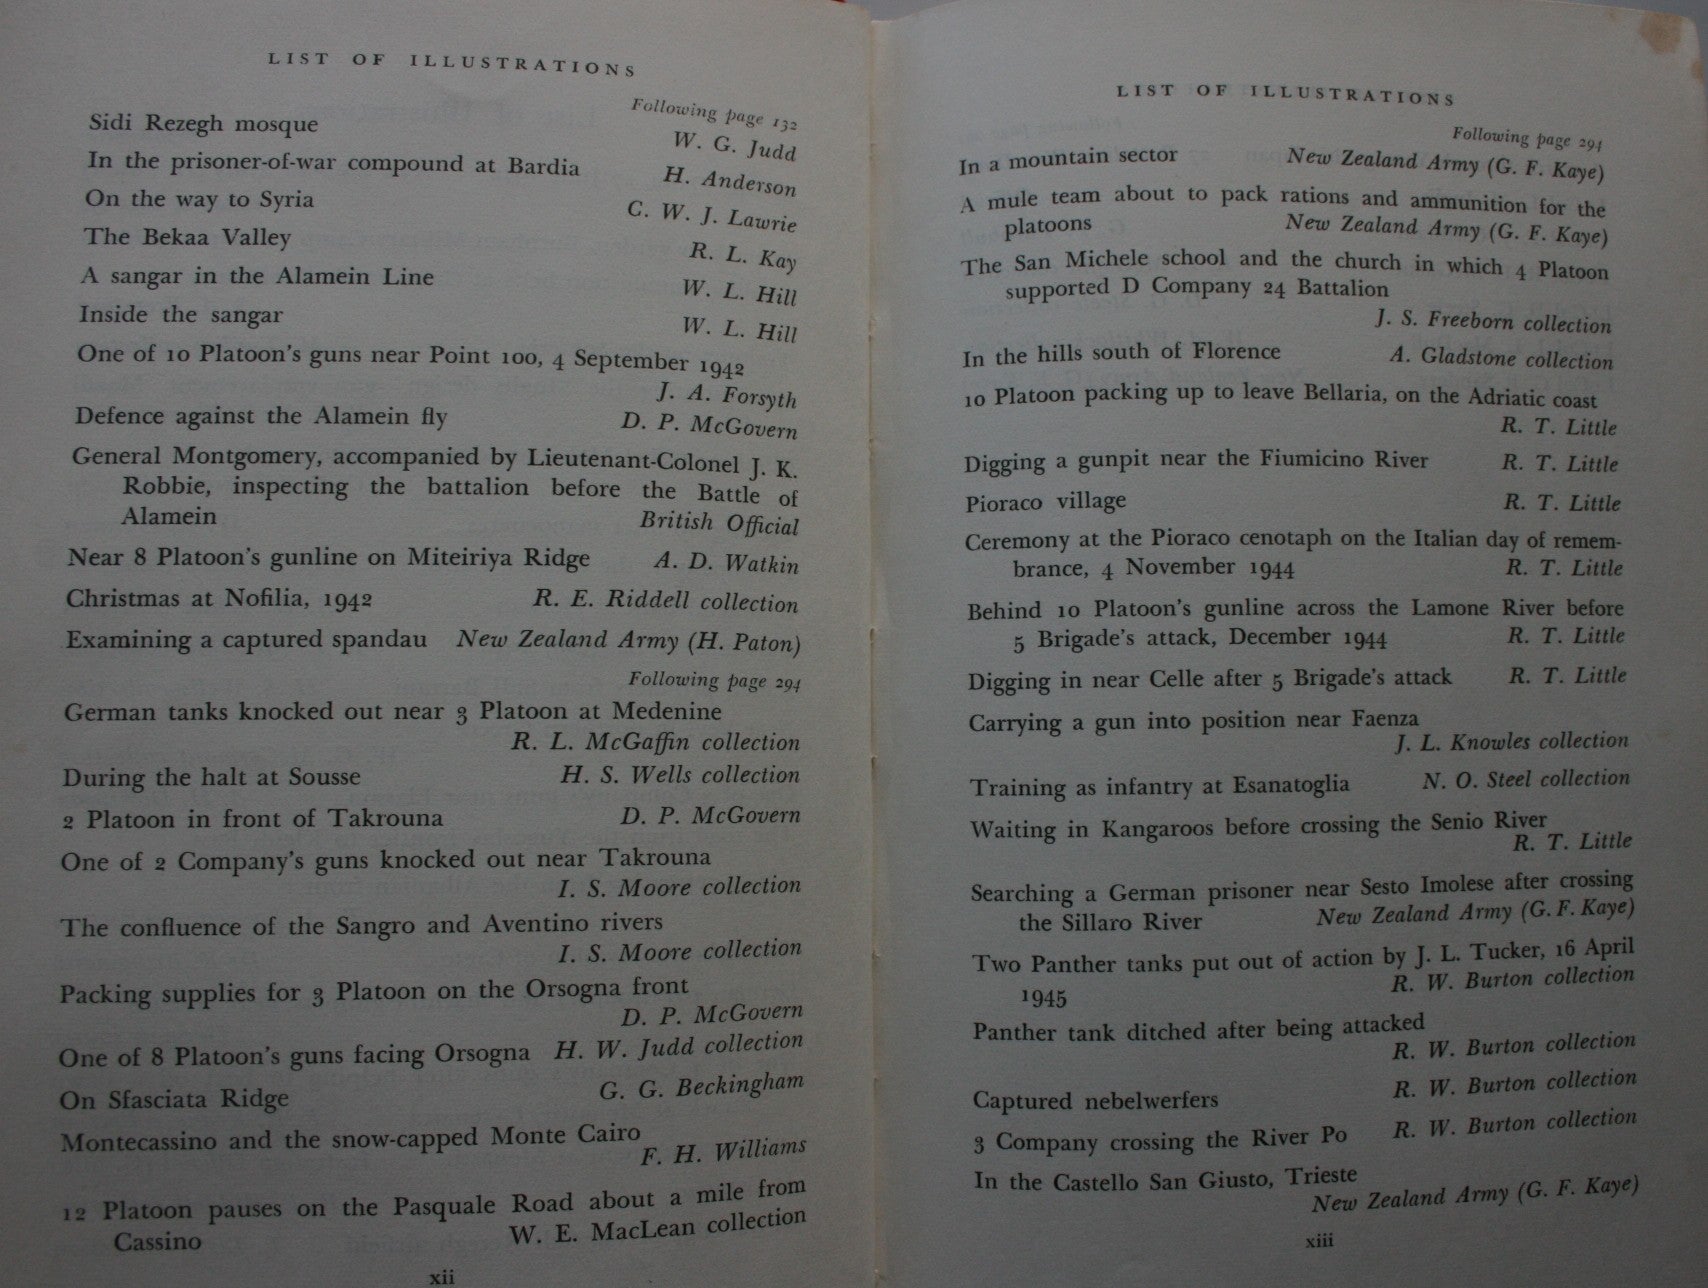 LIST OF ILLUSTRATIONS
Following page 132
Sidi Rezegh mosque W. G. Judd
In the prisoner-of-war compound at Bardia H. Anderson
On the way to Syria C. W. J. Lawrie
The Bekaa Valley R. L. Kay
A sangar in the Alamein Line W. L. Hill
Inside the sangar W. L. Hill
One of 10 Platoon's guns near Point 100, 4 September 1942
J. A. Forsyth
Defence against the Alamein fly D. P. McGovern
General Montgomery, accompanied by Lieutenant-Colonel J. K.
Robbie, inspecting the battalion before the Battle of
Alamein British Official
Near 8 Platoon's gunline on Miteiriya Ridge A. D. Watkin
Christmas at Nofilia, 1942 R. E. Riddell collection
Examining a captured spandau New Zealand Army (H. Paton)
Following page 294
German tanks knocked out near 3 Platoon at Medenine
R. L. McGaffin collection
During the halt at Sousse H. S. Wells collection
2 Platoon in front of Takrouna D. P. McGovern
One of 2 Company's guns knocked out near Takrouna
I. S. Moore collection
The confluence of the Sangro and Aventino rivers
I. S. Moore collection
Packing supplies for 3 Platoon on the Orsogna front
D. P. McGovern
One of 8 Platoon's guns facing Orsogna H. W. Judd collection
On Sfasciata Ridge G. G. Beckingham
Montecassino and the snow-capped Monte Cairo
F. H. Williams
12 Platoon pauses on the Pasquale Road about a mile from
Cassino W. E. MacLean collection
xii
LIST OF ILLUSTRATIONS
Following page 294
In a mountain sector New Zealand Army (G. F. Kaye)
A mule team about to pack rations and ammunition for the
platoons New Zealand Army (G. F. Kaye)
The San Michele school and the church in which 4 Platoon
supported D Company 24 Battalion
J. S. Freeborn collection
In the hills south of Florence A. Gladstone collection
10 Platoon packing up to leave Bellaria, on the Adriatic coast
R. T. Little
Digging a gunpit near the Fiumicino River R. T. Little
Pioraco village R. T. Little
Ceremony at the Pioraco cenotaph on the Italian day of remem-
brance, 4 November 1944 R. T. Little
Behind 10 Platoon's gunline across the Lamone River before
5 Brigade's attack, December 1944 R. T. Little
Digging in near Celle after 5 Brigade's attack R. T. Little
Carrying a gun into position near Faenza
J. L. Knowles collection
Training as infantry at Esanatoglia N. O. Steel collection
Waiting in Kangaroos before crossing the Senio River
R. T. Little
Searching a German prisoner near Sesto Imolese after crossing
the Sillaro River New Zealand Army (G. F. Kaye)
Two Panther tanks put out of action by J. L. Tucker, 16 April
1945 R. W. Burton collection
Panther tank ditched after being attacked
R. W. Burton collection
Captured nebelwerfers R. W. Burton collection
3 Company crossing the River Po R. W. Burton collection
In the Castello San Giusto, Trieste
New Zealand Army (G. F. Kaye)
xiii